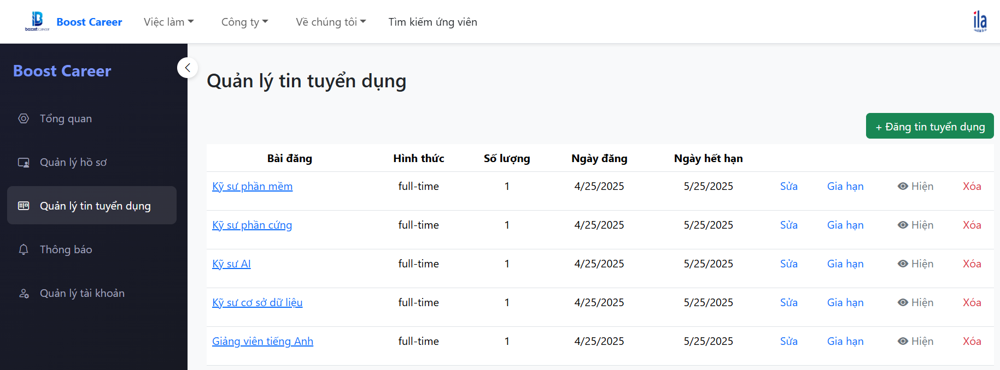 boost career Boost Career Việc làm Công ty Về chúng tôi Tìm kiếm ứng viên ila
Boost Career
Tổng quan
Quản lý hồ sơ
Quản lý tin tuyển dụng
Thông báo
Quản lý tài khoản
Quản lý tin tuyển dụng
+ Đăng tin tuyển dụng
Bài đăng Hình thức Số lượng Ngày đăng Ngày hết hạn
Kỹ sư phần mềm full-time 1 4/25/2025 5/25/2025 Sửa Gia hạn Hiện Xóa
Kỹ sư phần cứng full-time 1 4/25/2025 5/25/2025 Sửa Gia hạn Hiện Xóa
Kỹ sư AI full-time 1 4/25/2025 5/25/2025 Sửa Gia hạn Hiện Xóa
Kỹ sư cơ sở dữ liệu full-time 1 4/25/2025 5/25/2025 Sửa Gia hạn Hiện Xóa
Giảng viên tiếng Anh full-time 1 4/25/2025 5/25/2025 Sửa Gia hạn Hiện Xóa